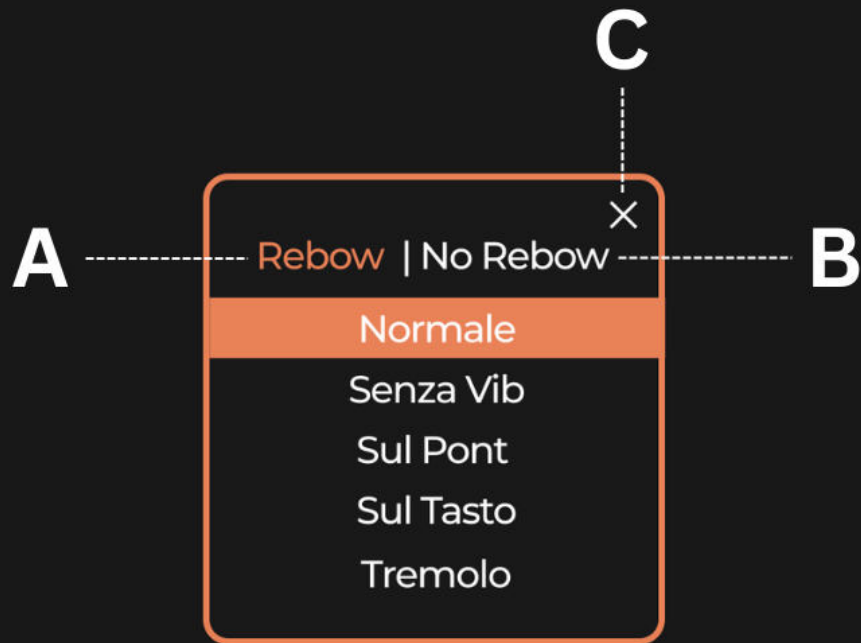 C
A
Rebow | No Rebow
B
Normale
Senza Vib
Sul Pont
Sul Tasto
Tremolo